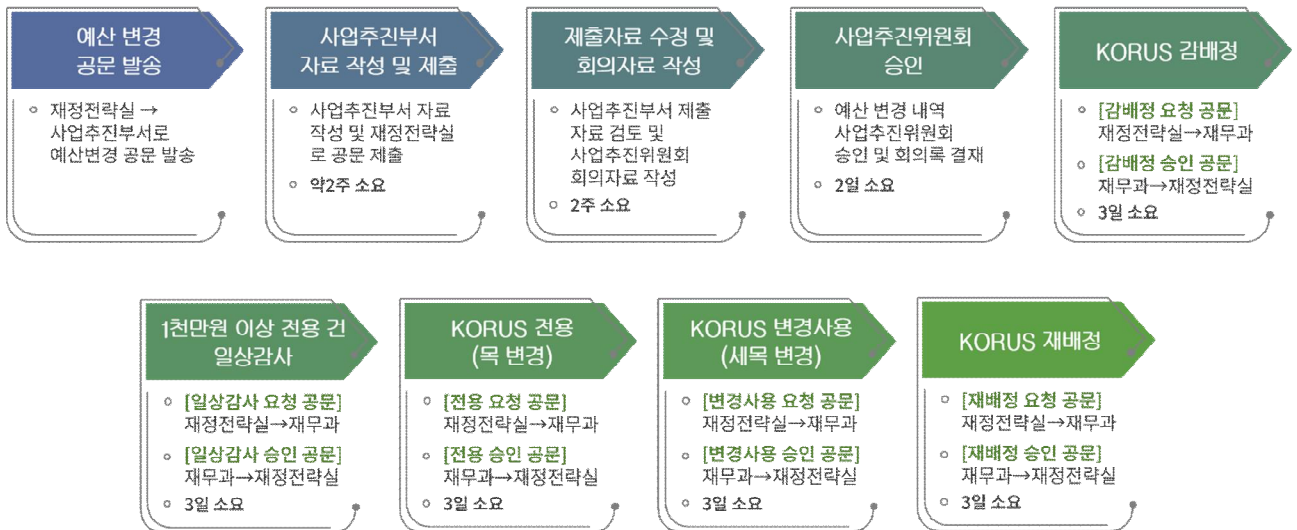 예산 변경
공문 발송
재정전략실 →
사업추진부서로
예산변경 공문 발송
사업추진부서
자료 작성 및 제출
사업추진부서 자료
작성 및 재정전략실
로 공문 제출
약2주 소요
제출자료 수정 및
회의자료 작성
사업추진부서 제출
자료 검토 및
사업추진위원회
회의자료 작성
2주 소요
사업추진위원회
승인
예산 변경 내역
사업추진위원회
승인 및 회의록 결재
2일 소요
KORUS 감배정
[감배정 요청 공문]
재정전략실→재무과
[감배정 승인 공문]
재무과→재정전략실
3일 소요
1천만원 이상 전용 건
일상감사
[일상감사 요청 공문]
재정전략실→재무과
[일상감사 승인 공문]
재무과→재정전략실
3일 소요
KORUS 전용
(목 변경)
[전용 요청 공문]
재정전략실→재무과
[전용 승인 공문]
재무과→재정전략실
3일 소요
KORUS 변경사용
(세목 변경)
[변경사용 요청 공문]
재정전략실→재무과
[변경사용 승인 공문]
재무과→재정전략실
3일 소요
KORUS 재배정
[재배정 요청 공문]
재정전략실→재무과
[재배정 승인 공문]
재무과→재정전략실
3일 소요